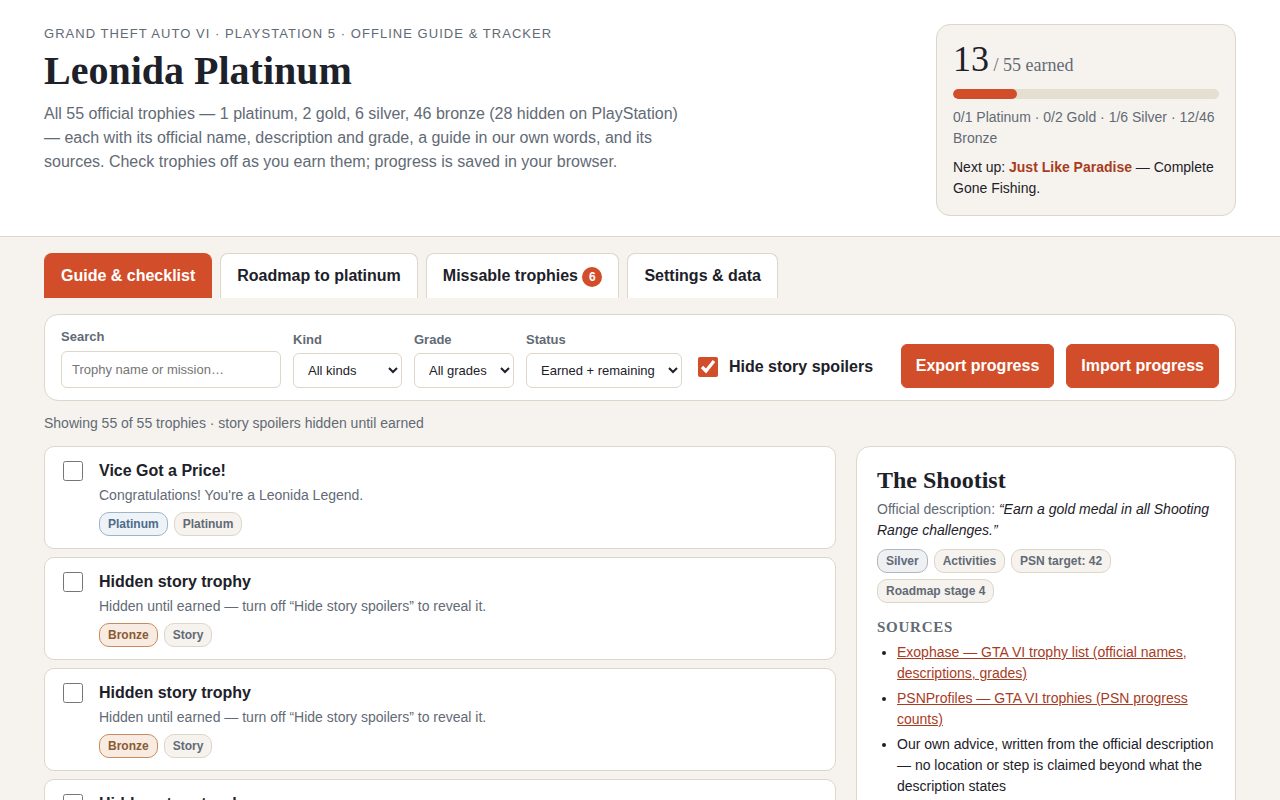 GRAND THEFT AUTO VI · PLAYSTATION 5 · OFFLINE GUIDE & TRACKER
Leonida Platinum
All 55 official trophies — 1 platinum, 2 gold, 6 silver, 46 bronze (28 hidden on PlayStation)
— each with its official name, description and grade, a guide in our own words, and its
sources. Check trophies off as you earn them; progress is saved in your browser.
13 / 55 earned
0/1 Platinum · 0/2 Gold · 1/6 Silver · 12/46
Bronze
Next up: Just Like Paradise — Complete
Gone Fishing.
Guide & checklist
Roadmap to platinum
Missable trophies 6
Settings & data
Search
Trophy name or mission…
Kind
All kinds
Grade
All grades
Status
Earned + remaining
Hide story spoilers
Export progress
Import progress
Showing 55 of 55 trophies · story spoilers hidden until earned
Vice Got a Price!
Congratulations! You're a Leonida Legend.
Platinum
Platinum
Hidden story trophy
Hidden until earned — turn off “Hide story spoilers” to reveal it.
Bronze
Story
Hidden story trophy
Hidden until earned — turn off “Hide story spoilers” to reveal it.
Bronze
Story
The Shootist
Official description: “Earn a gold medal in all Shooting
Range challenges.”
Silver
Activities
PSN target: 42
Roadmap stage 4
SOURCES
Exophase — GTA VI trophy list (official names,
descriptions, grades)
PSNProfiles — GTA VI trophies (PSN progress
counts)
Our own advice, written from the official description
— no location or step is claimed beyond what the
description states